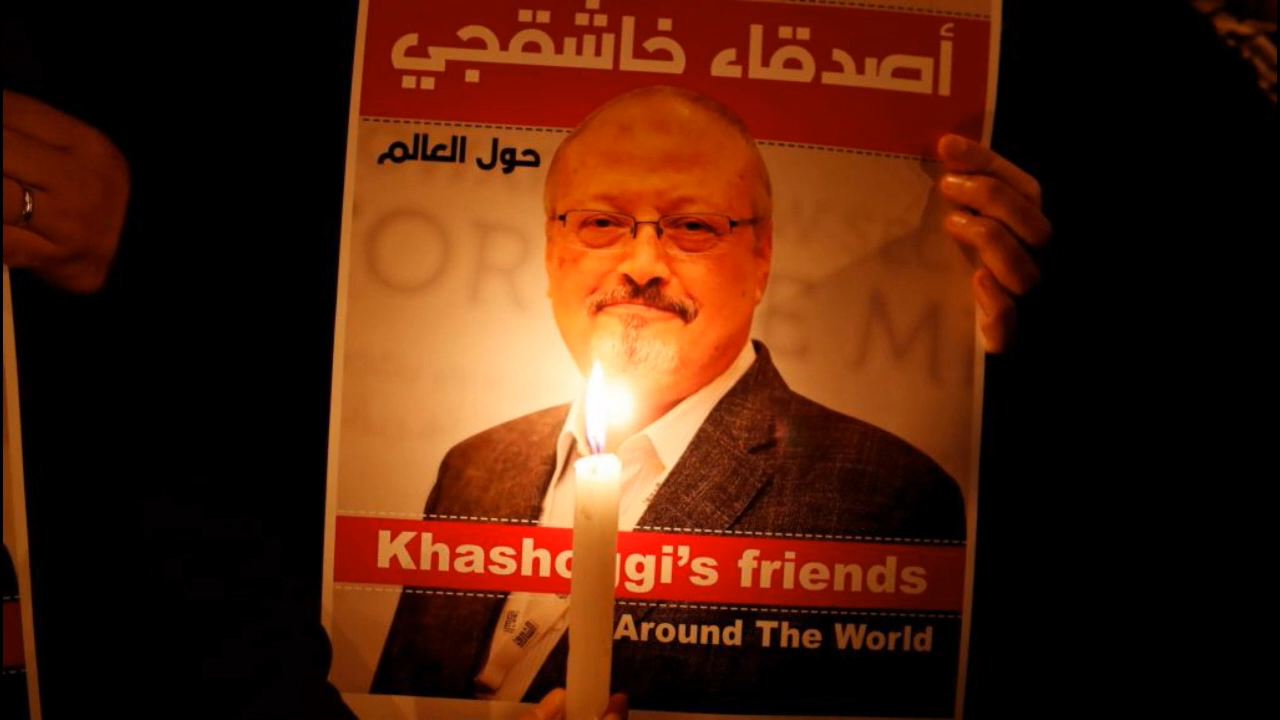 أصدقاء خاشقجي
حول العالم
Khashoggi's friends
Around The World